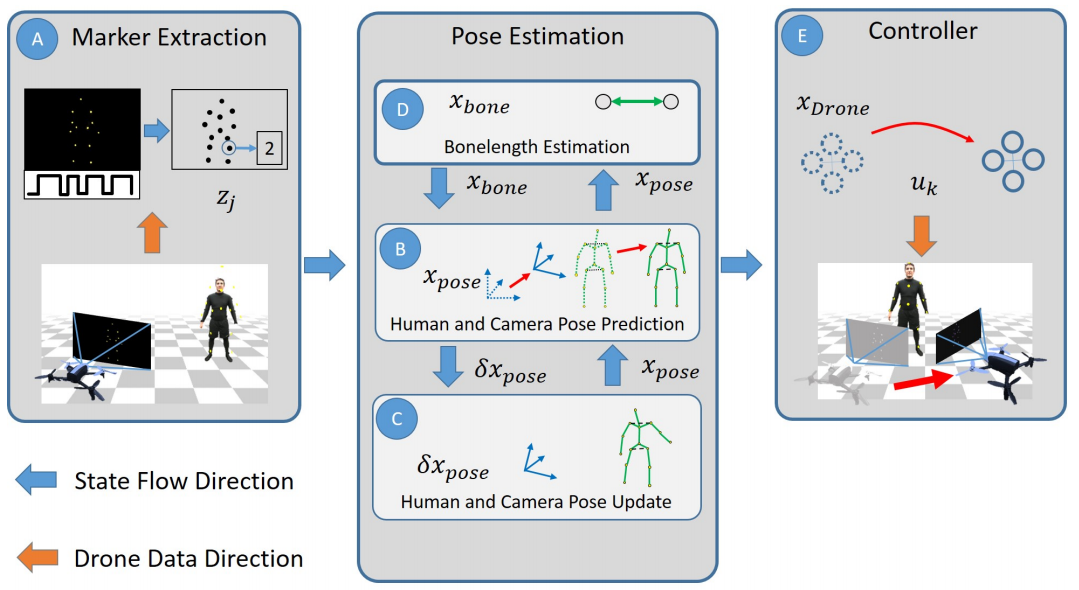 A
Marker Extraction
2
z_j
Pose Estimation
D
x_bone
Bonelength Estimation
x_bone
x_pose
B
x_pose
Human and Camera Pose Prediction
δx_pose
x_pose
C
δx_pose
Human and Camera Pose Update
E
Controller
x_Drone
u_k
State Flow Direction
Drone Data Direction